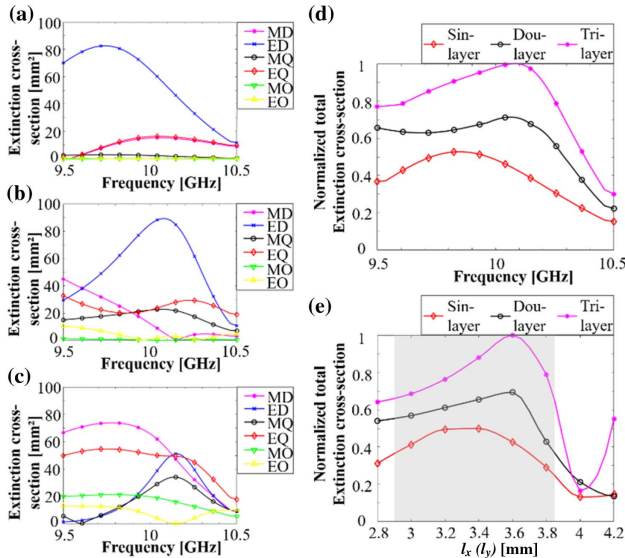 (a)
Extinction cross-
section [mm²]
100
80
60
40
20
0
9.5
10
10.5
Frequency [GHz]
MD
ED
MQ
EQ
MO
EO
(b)
Extinction cross-
section [mm²]
100
80
60
40
20
0
9.5
10
10.5
Frequency [GHz]
MD
ED
MQ
EQ
MO
EO
(c)
Extinction cross-
section [mm²]
100
80
60
40
20
0
9.5
10
10.5
Frequency [GHz]
MD
ED
MQ
EQ
MO
EO
(d)
Sin-layer
Dou-layer
Tri-layer
Normalized total
Extinction cross-section
1
0.8
0.6
0.4
0.2
0
9.5
10
10.5
Frequency [GHz]
(e)
Sin-layer
Dou-layer
Tri-layer
Normalized total
Extinction cross-section
1
0.8
0.6
0.4
0.2
0
2.8 3 3.2 3.4 3.6 3.8 4 4.2
lx (ly) [mm]